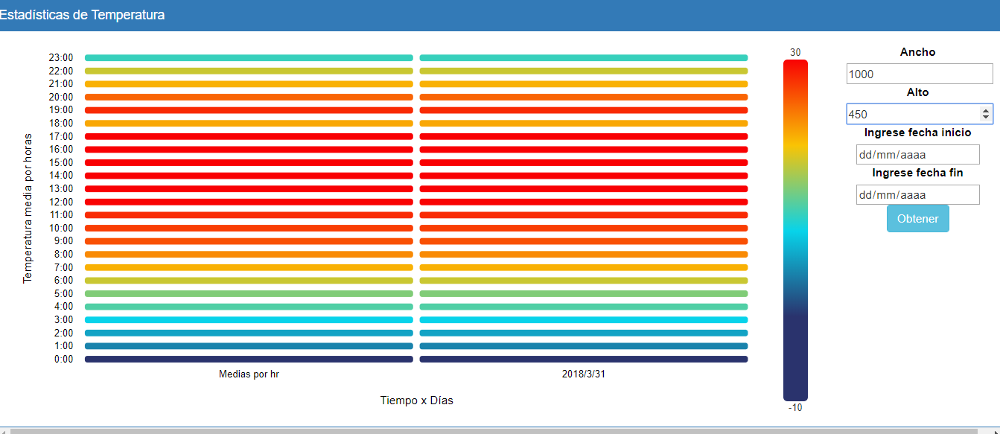 Estadísticas de Temperatura
Temperatura media por horas
23:00
22:00
21:00
20:00
19:00
18:00
17:00
16:00
15:00
14:00
13:00
12:00
11:00
10:00
9:00
8:00
7:00
6:00
5:00
4:00
3:00
2:00
1:00
0:00
Medias por hr
2018/3/31
Tiempo x Días
30
-10
Ancho
1000
Alto
450
Ingrese fecha inicio
dd/mm/aaaa
Ingrese fecha fin
dd/mm/aaaa
Obtener